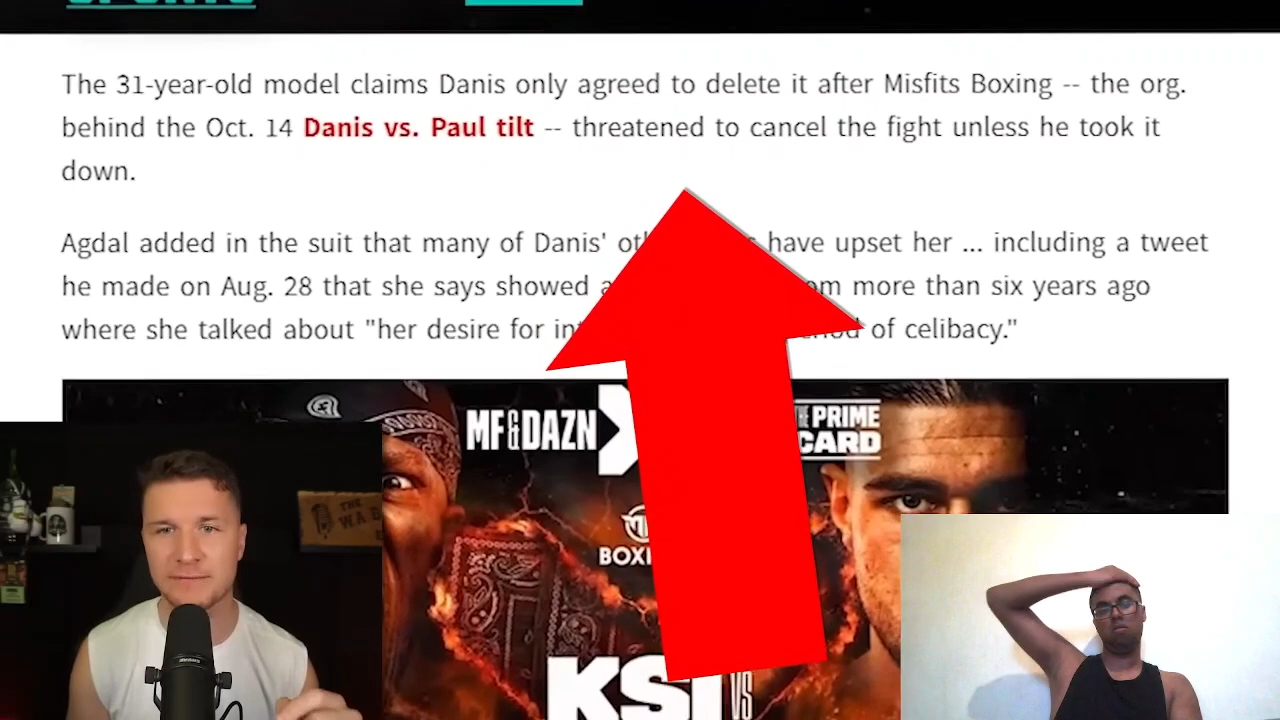 The 31-year-old model claims Danis only agreed to delete it after Misfits Boxing -- the org.
behind the Oct. 14 Danis vs. Paul tilt -- threatened to cancel the fight unless he took it
down.
Agdal added in the suit that many of Danis' have upset her ... including a tweet
he made on Aug. 28 that she says showed more than six years ago
where she talked about "her desire for of celibacy."
MF&DAZN
THE PRIME
CARD
KSI VS